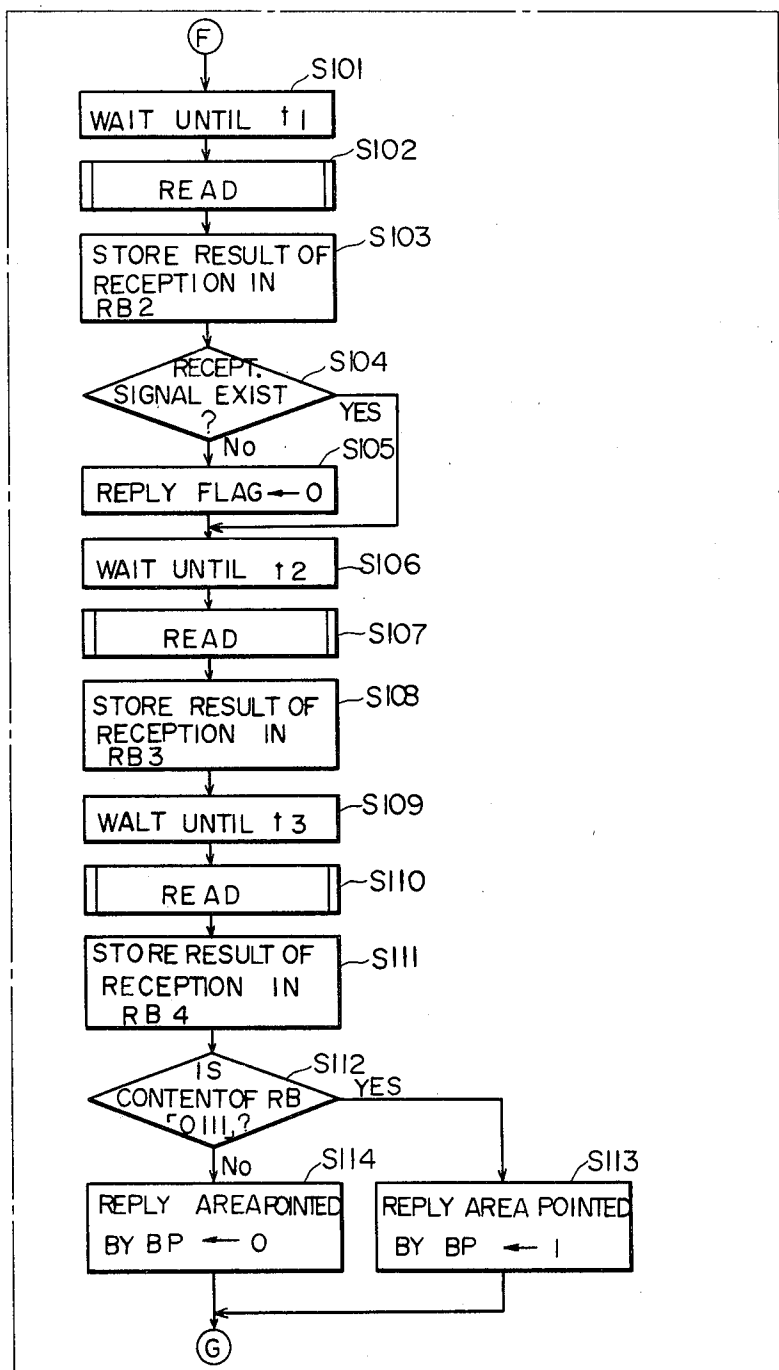 F
S101
WAIT UNTIL t1
S102
READ
S103
STORE RESULT OF
RECEPTION IN
RB2
S104
RECEPT.
SIGNAL EXIST
?
YES
No
S105
REPLY FLAG ← 0
WAIT UNTIL t2
S106
READ
S107
S108
STORE RESULT OF
RECEPTION IN
RB3
WALT UNTIL t3
S109
READ
S110
STORE RESULT OF
RECEPTION IN
RB4
S111
S112
IS
CONTENT OF RB
「0111」?
YES
No
S114
REPLY AREA POINTED
BY BP ← 0
S113
REPLY AREA POINTED
BY BP ← 1
G